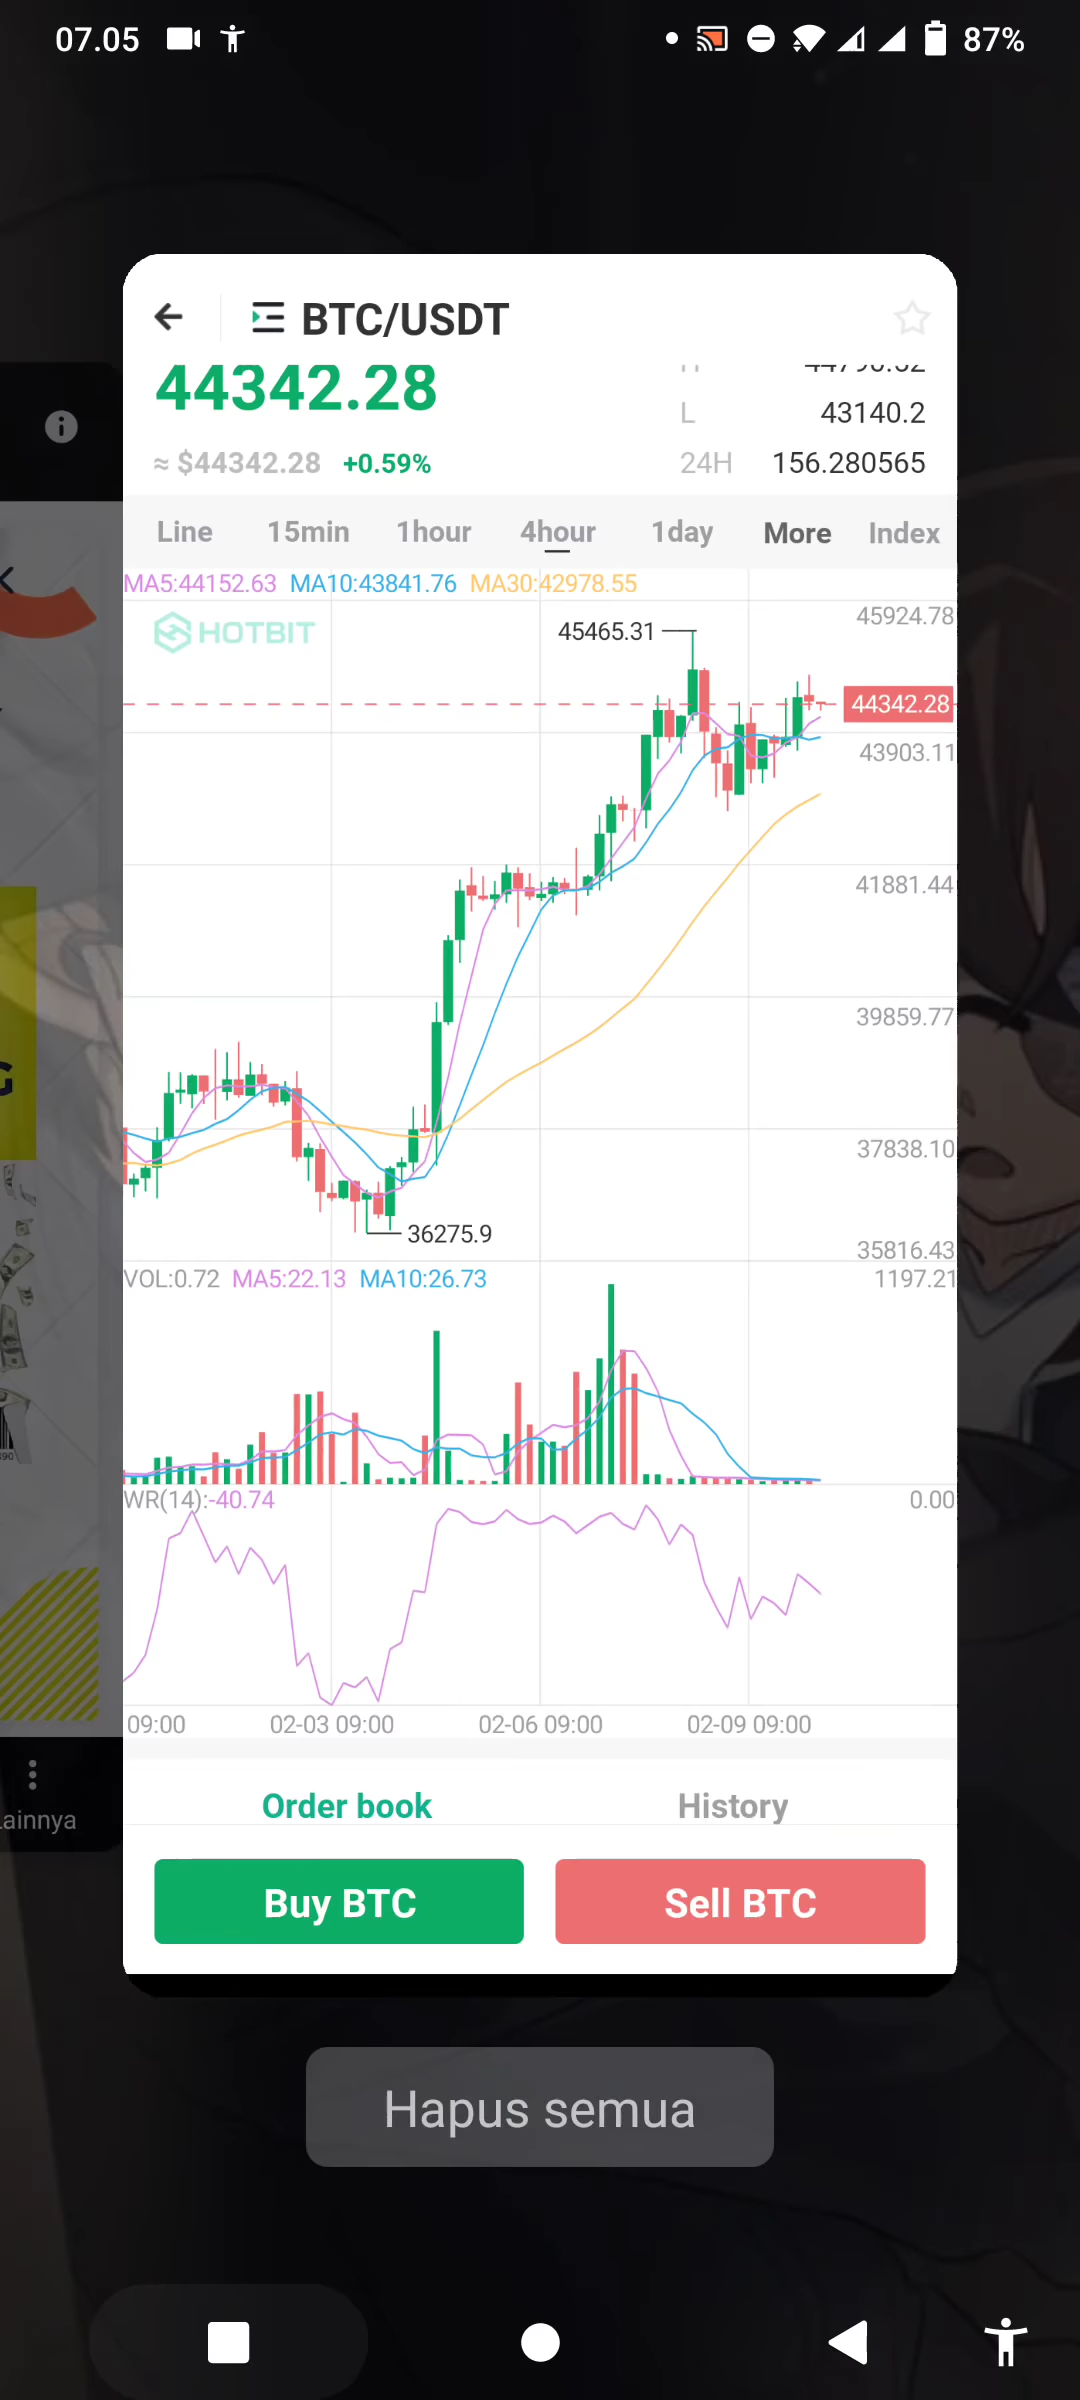 07.05 87%
BTC/USDT
44342.28
L 43140.2
≈ $44342.28 +0.59% 24H 156.280565
Line 15min 1hour 4hour 1day More Index
MA5:44152.63 MA10:43841.76 MA30:42978.55
45924.78
HOTBIT
45465.31
44342.28
43903.11
41881.44
39859.77
37838.10
36275.9
35816.43
VOL:0.72 MA5:22.13 MA10:26.73 1197.21
WR(14):-40.74 0.00
09:00 02-03 09:00 02-06 09:00 02-09 09:00
Order book History
ainnya
Buy BTC Sell BTC
Hapus semua